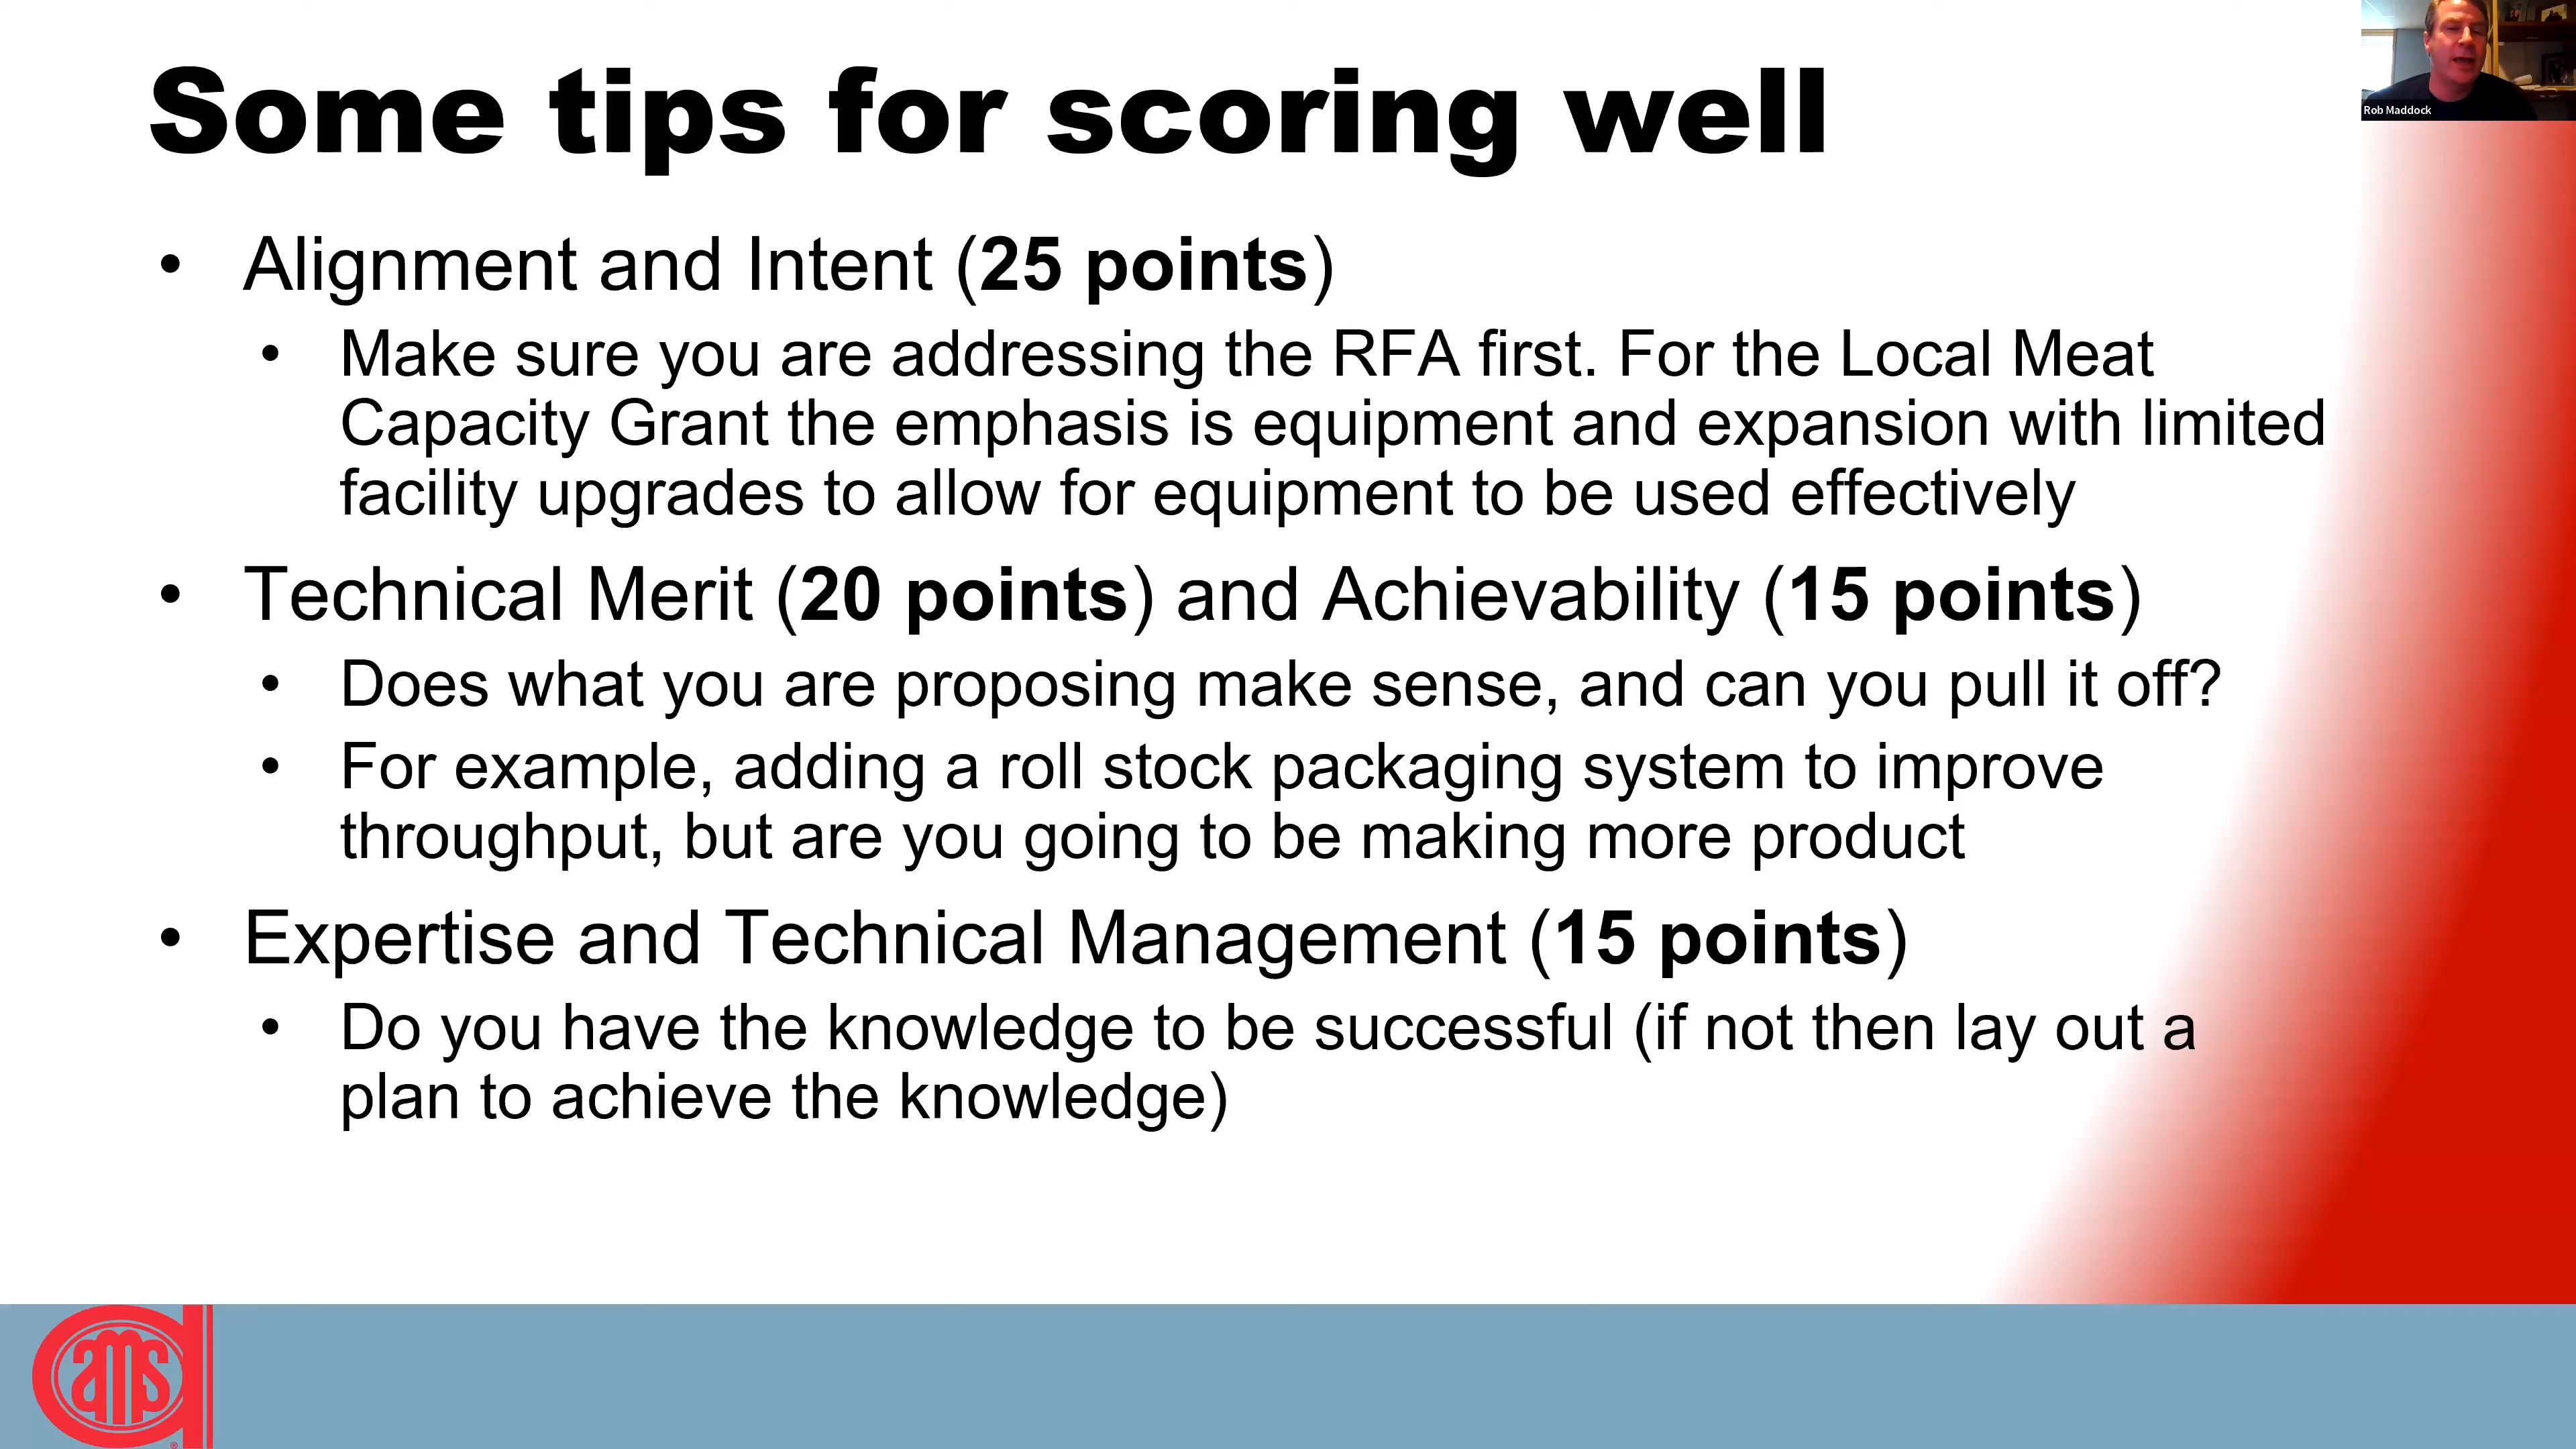 Some tips for scoring well
Rob Maddock
• Alignment and Intent (25 points)
• Make sure you are addressing the RFA first. For the Local Meat
Capacity Grant the emphasis is equipment and expansion with limited
facility upgrades to allow for equipment to be used effectively
• Technical Merit (20 points) and Achievability (15 points)
• Does what you are proposing make sense, and can you pull it off?
• For example, adding a roll stock packaging system to improve
throughput, but are you going to be making more product
• Expertise and Technical Management (15 points)
• Do you have the knowledge to be successful (if not then lay out a
plan to achieve the knowledge)
ams
®